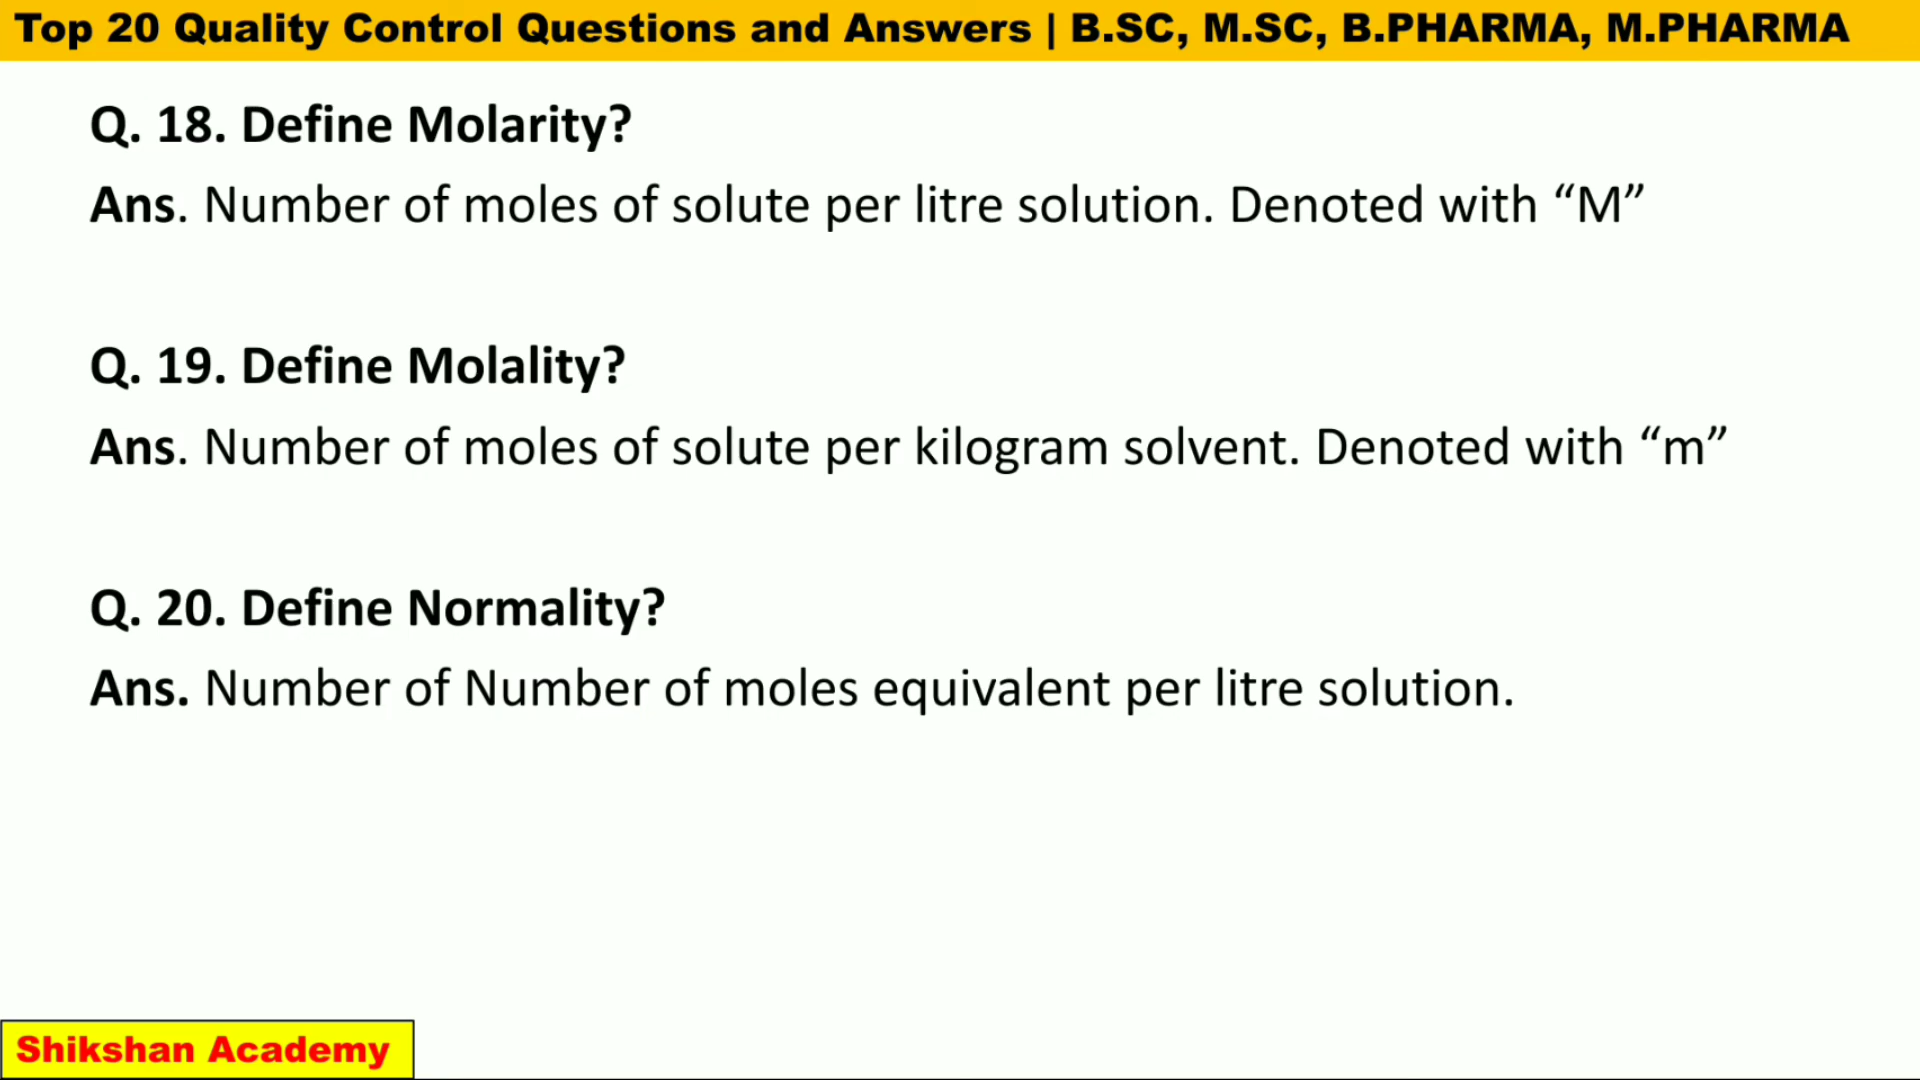 Top 20 Quality Control Questions and Answers | B.SC, M.SC, B.PHARMA, M.PHARMA
Q. 18. Define Molarity?
Ans. Number of moles of solute per litre solution. Denoted with “M”
Q. 19. Define Molality?
Ans. Number of moles of solute per kilogram solvent. Denoted with “m”
Q. 20. Define Normality?
Ans. Number of Number of moles equivalent per litre solution.
Shikshan Academy